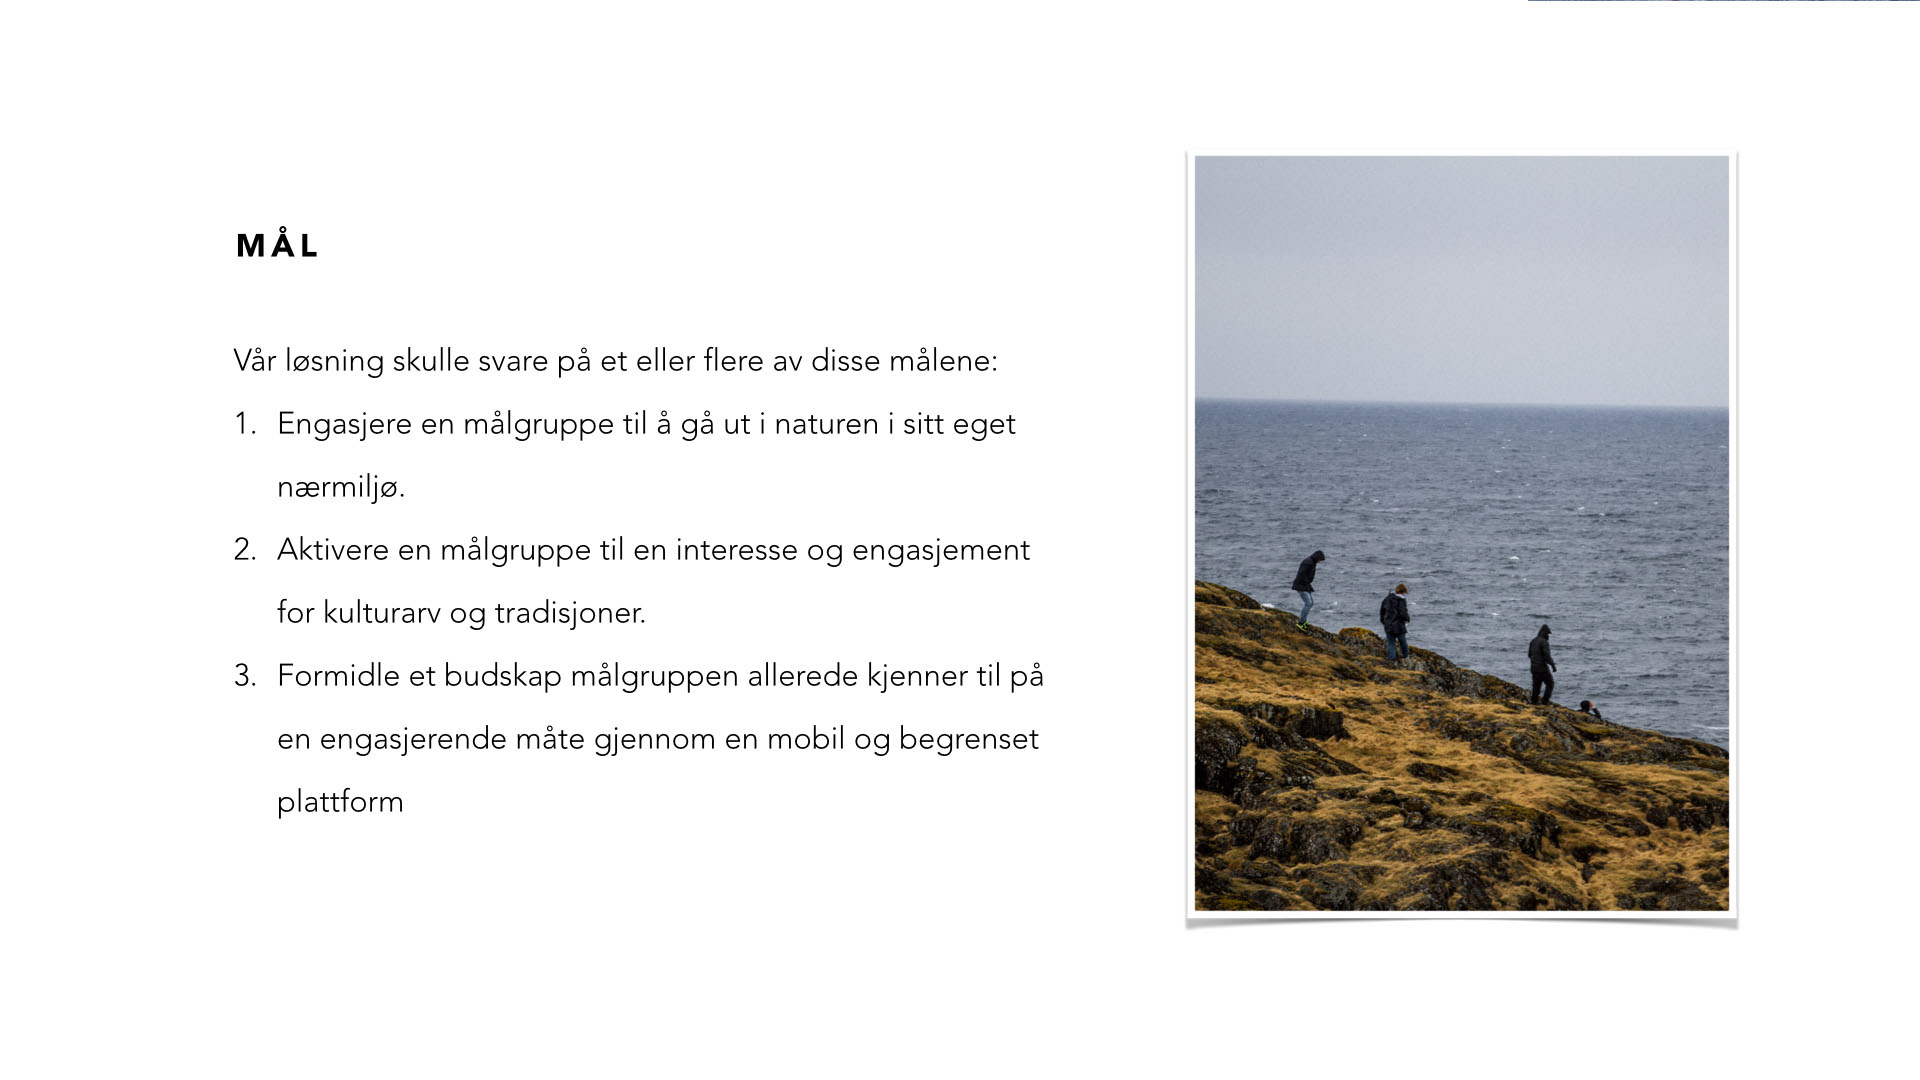 MÅL
Vår løsning skulle svare på et eller flere av disse målene:
1. Engasjere en målgruppe til å gå ut i naturen i sitt eget
nærmiljø.
2. Aktivere en målgruppe til en interesse og engasjement
for kulturarv og tradisjoner.
3. Formidle et budskap målgruppen allerede kjenner til på
en engasjerende måte gjennom en mobil og begrenset
plattform